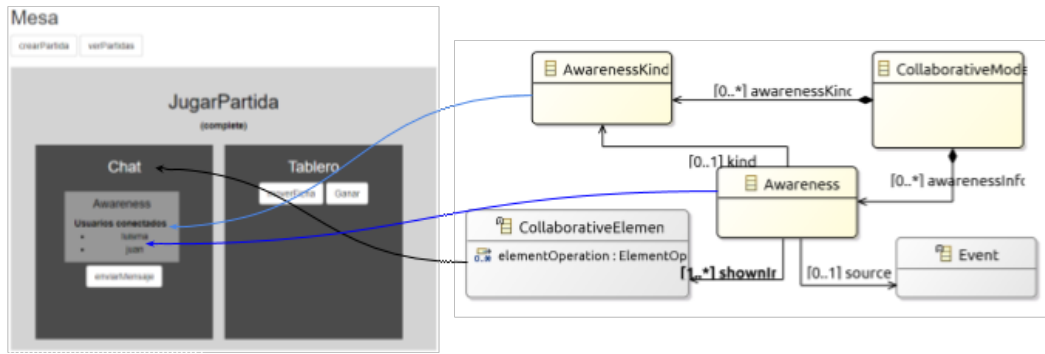 Mesa
crearPartida verPartidas
JugarPartida
(complete)
Chat
Awareness
Usuarios conectados
juan
enviarMensaje
Tablero
Ganar
AwarenessKind
CollaborativeMode
[0..*] awarenessKind
[0..1] kind
Awareness
[0..*] awarenessInfo
CollaborativeElemen
elementOperation : ElementOp
[1..*] shownIn
[0..1] source
Event